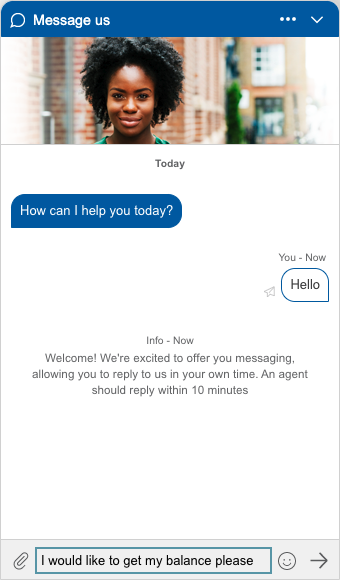 Message us
Today
How can I help you today?
You - Now
Hello
Info - Now
Welcome! We're excited to offer you messaging,
allowing you to reply to us in your own time. An agent
should reply within 10 minutes
I would like to get my balance please